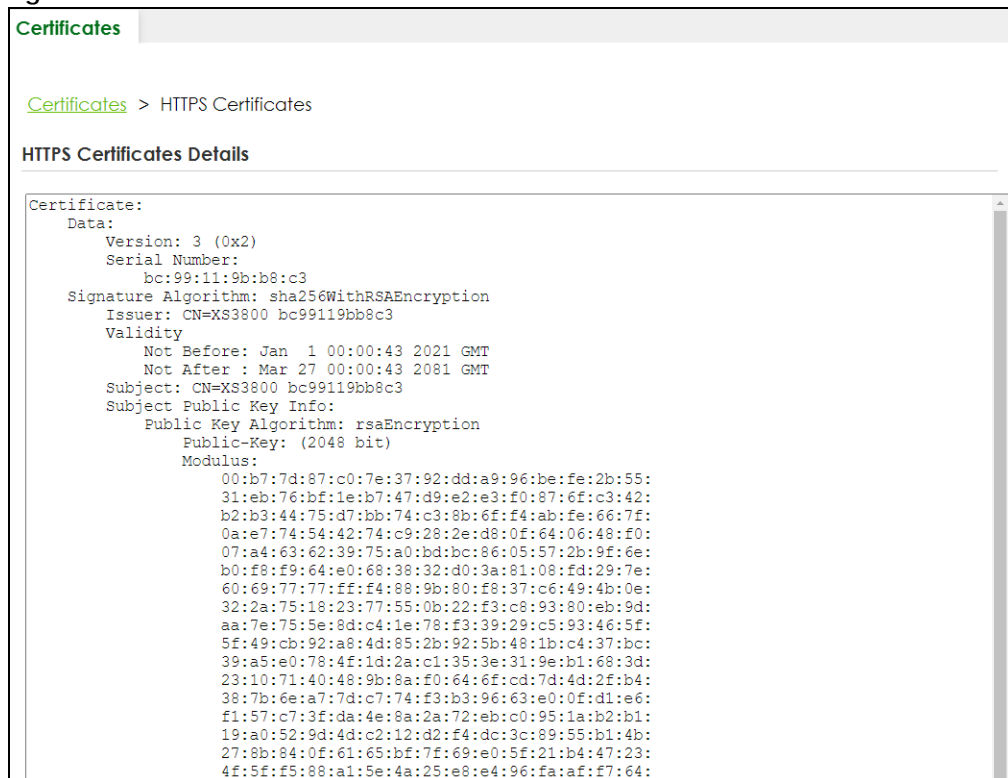 Certificates
Certificates > HTTPS Certificates
HTTPS Certificates Details
Certificate:
Data:
Version: 3 (0x2)
Serial Number:
bc:99:11:9b:b8:c3
Signature Algorithm: sha256WithRSAEncryption
Issuer: CN=XS3800 bc99119bb8c3
Validity
Not Before: Jan  1 00:00:43 2021 GMT
Not After : Mar 27 00:00:43 2081 GMT
Subject: CN=XS3800 bc99119bb8c3
Subject Public Key Info:
Public Key Algorithm: rsaEncryption
Public-Key: (2048 bit)
Modulus:
00:b7:7d:87:c0:7e:37:92:dd:a9:96:be:fe:2b:55:
31:eb:76:bf:1e:b7:47:d9:e2:e3:f0:87:6f:c3:42:
b2:b3:44:75:d7:bb:74:c3:8b:6f:f4:ab:fe:66:7f:
0a:e7:74:54:42:74:c9:28:2e:d8:0f:64:06:48:f0:
07:a4:63:62:39:75:a0:bd:bc:86:05:57:2b:9f:6e:
b0:f8:f9:64:e0:68:38:32:d0:3a:81:08:fd:29:7e:
60:69:77:77:ff:f4:88:9b:80:f8:37:c6:49:4b:0e:
32:2a:75:18:23:77:55:0b:22:f3:c8:93:80:eb:9d:
aa:7e:75:5e:8d:c4:1e:78:f3:39:29:c5:93:46:5f:
5f:49:cb:92:a8:4d:85:2b:92:5b:48:1b:c4:37:bc:
39:a5:e0:78:4f:1d:2a:c1:35:3e:31:9e:b1:68:3d:
23:10:71:40:48:9b:8a:f0:64:6f:cd:7d:4d:2f:b4:
38:7b:6e:a7:7d:c7:74:f3:b3:96:63:e0:0f:d1:e6:
f1:57:c7:3f:da:4e:8a:2a:72:eb:c0:95:1a:b2:b1:
19:a0:52:9d:4d:c2:12:d2:f4:dc:3c:89:55:b1:4b:
27:8b:84:0f:61:65:bf:7f:69:e0:5f:21:b4:47:23:
4f:5f:f5:88:a1:5e:4a:25:e8:e4:96:fa:af:f7:64: